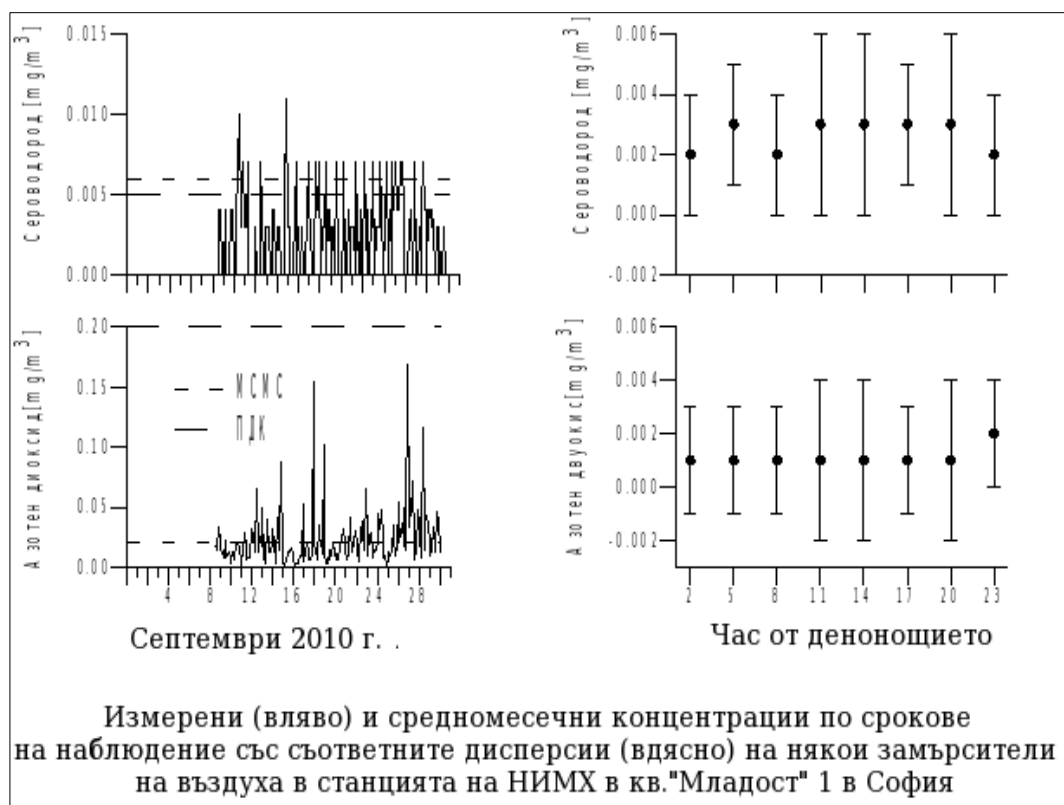 Сероводород [mg/m³]
0.015
0.010
0.005
0.000
Сероводород [mg/m³]
0.006
0.004
0.002
0.000
-0.002
Азотен диоксид[mg/m³]
0.20
0.15
0.10
0.05
0.00
МСМС
ПДК
4 8 12 16 20 24 28
Септември 2010 г. .
Азотен двуокис[mg/m³]
0.006
0.004
0.002
0.000
-0.002
2 5 8 11 14 17 20 23
Час от денонощието
Измерени (вляво) и средномесечни концентрации по срокове
на наблюдение със съответните дисперсии (вдясно) на някои замърсители
на въздуха в станцията на НИМХ в кв."Младост" 1 в София